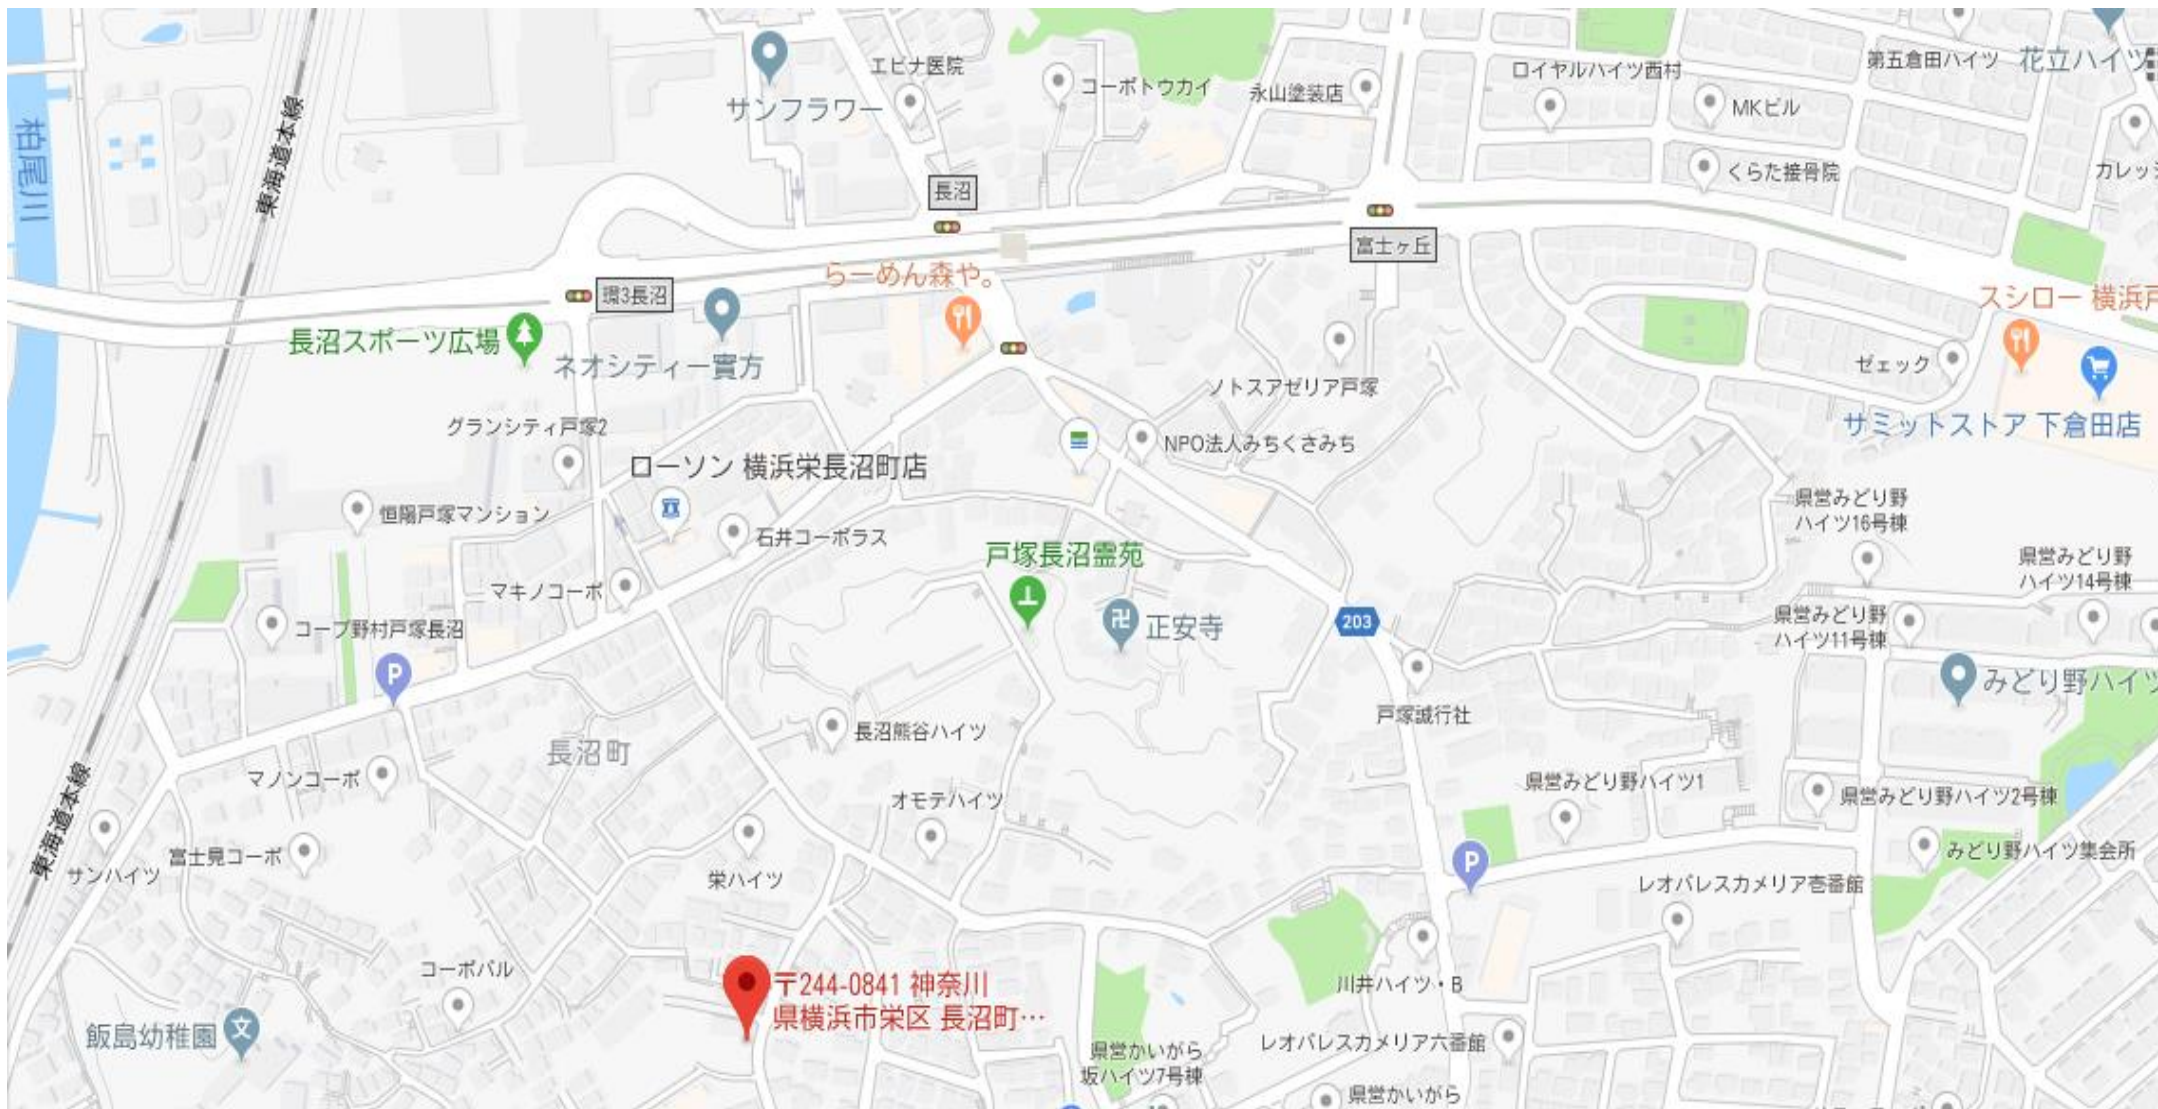 エビナ医院
コーポトウカイ
永山塗装店
ロイヤルハイツ西村
第五倉田ハイツ
花立ハイツ
サンフラワー
MKビル
柏尾川
東海道本線
くらた接骨院
カレッジ
長沼
富士ヶ丘
らーめん森や。
環3長沼
スシロー 横浜戸
長沼スポーツ広場
ネオシティー實方
ゼェック
ノトスアゼリア戸塚
グランシティ戸塚2
サミットストア 下倉田店
NPO法人みちくさみち
ローソン 横浜栄長沼町店
県営みどり野
ハイツ16号棟
恒陽戸塚マンション
石井コーポラス
戸塚長沼霊苑
県営みどり野
ハイツ14号棟
マキノコーポ
203
県営みどり野
ハイツ11号棟
コープ野村戸塚長沼
正安寺
P
みどり野ハイツ
戸塚誠行社
長沼熊谷ハイツ
長沼町
マノンコーポ
県営みどり野ハイツ1
県営みどり野ハイツ2号棟
オモテハイツ
東海道本線
富士見コーポ
サンハイツ
栄ハイツ
P
みどり野ハイツ集会所
レオパレスカメリア壱番館
コーポバル
川井ハイツ・B
〒244-0841 神奈川
県横浜市栄区 長沼町…
飯島幼稚園
文
県営かいがら
坂ハイツ7号棟
レオパレスカメリア六番館
県営かいがら